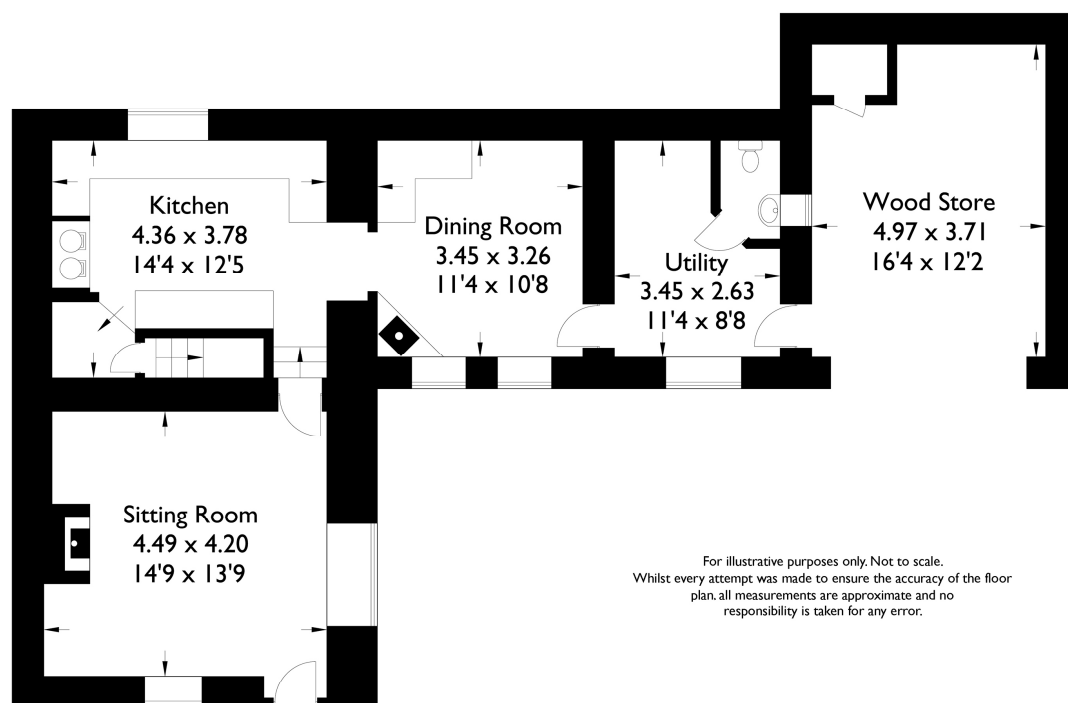 Kitchen
4.36 x 3.78
14'4 x 12'5
Dining Room
3.45 x 3.26
11'4 x 10'8
Utility
3.45 x 2.63
11'4 x 8'8
Wood Store
4.97 x 3.71
16'4 x 12'2
Sitting Room
4.49 x 4.20
14'9 x 13'9
For illustrative purposes only. Not to scale.
Whilst every attempt was made to ensure the accuracy of the floor
plan, all measurements are approximate and no
responsibility is taken for any error.